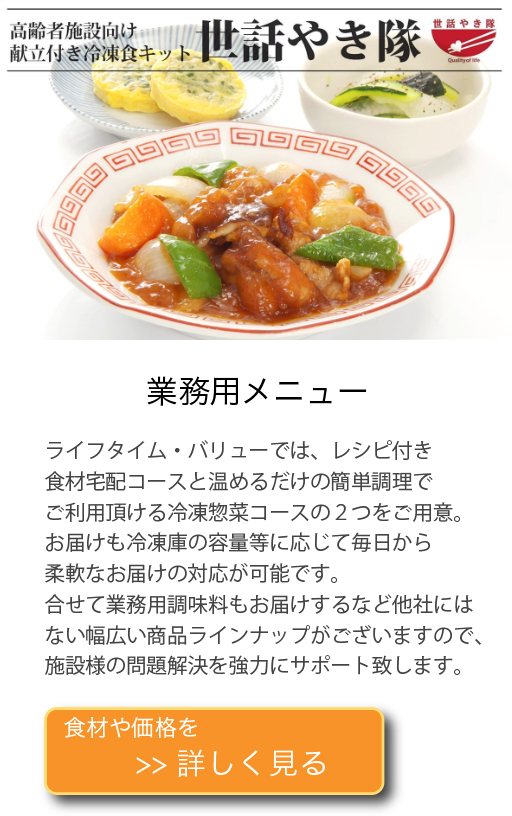 高齢者施設向け
献立付き冷凍食キット 世話やき隊
世話やき隊
Quality of life
業務用メニュー
ライフタイム・バリューでは、レシピ付き
食材宅配コースと温めるだけの簡単調理で
ご利用頂ける冷凍惣菜コースの２つをご用意。
お届けも冷凍庫の容量等に応じて毎日から
柔軟なお届けの対応が可能です。
合せて業務用調味料もお届けするなど他社には
ない幅広い商品ラインナップがございますので、
施設様の問題解決を強力にサポート致します。
食材や価格を
>> 詳しく見る